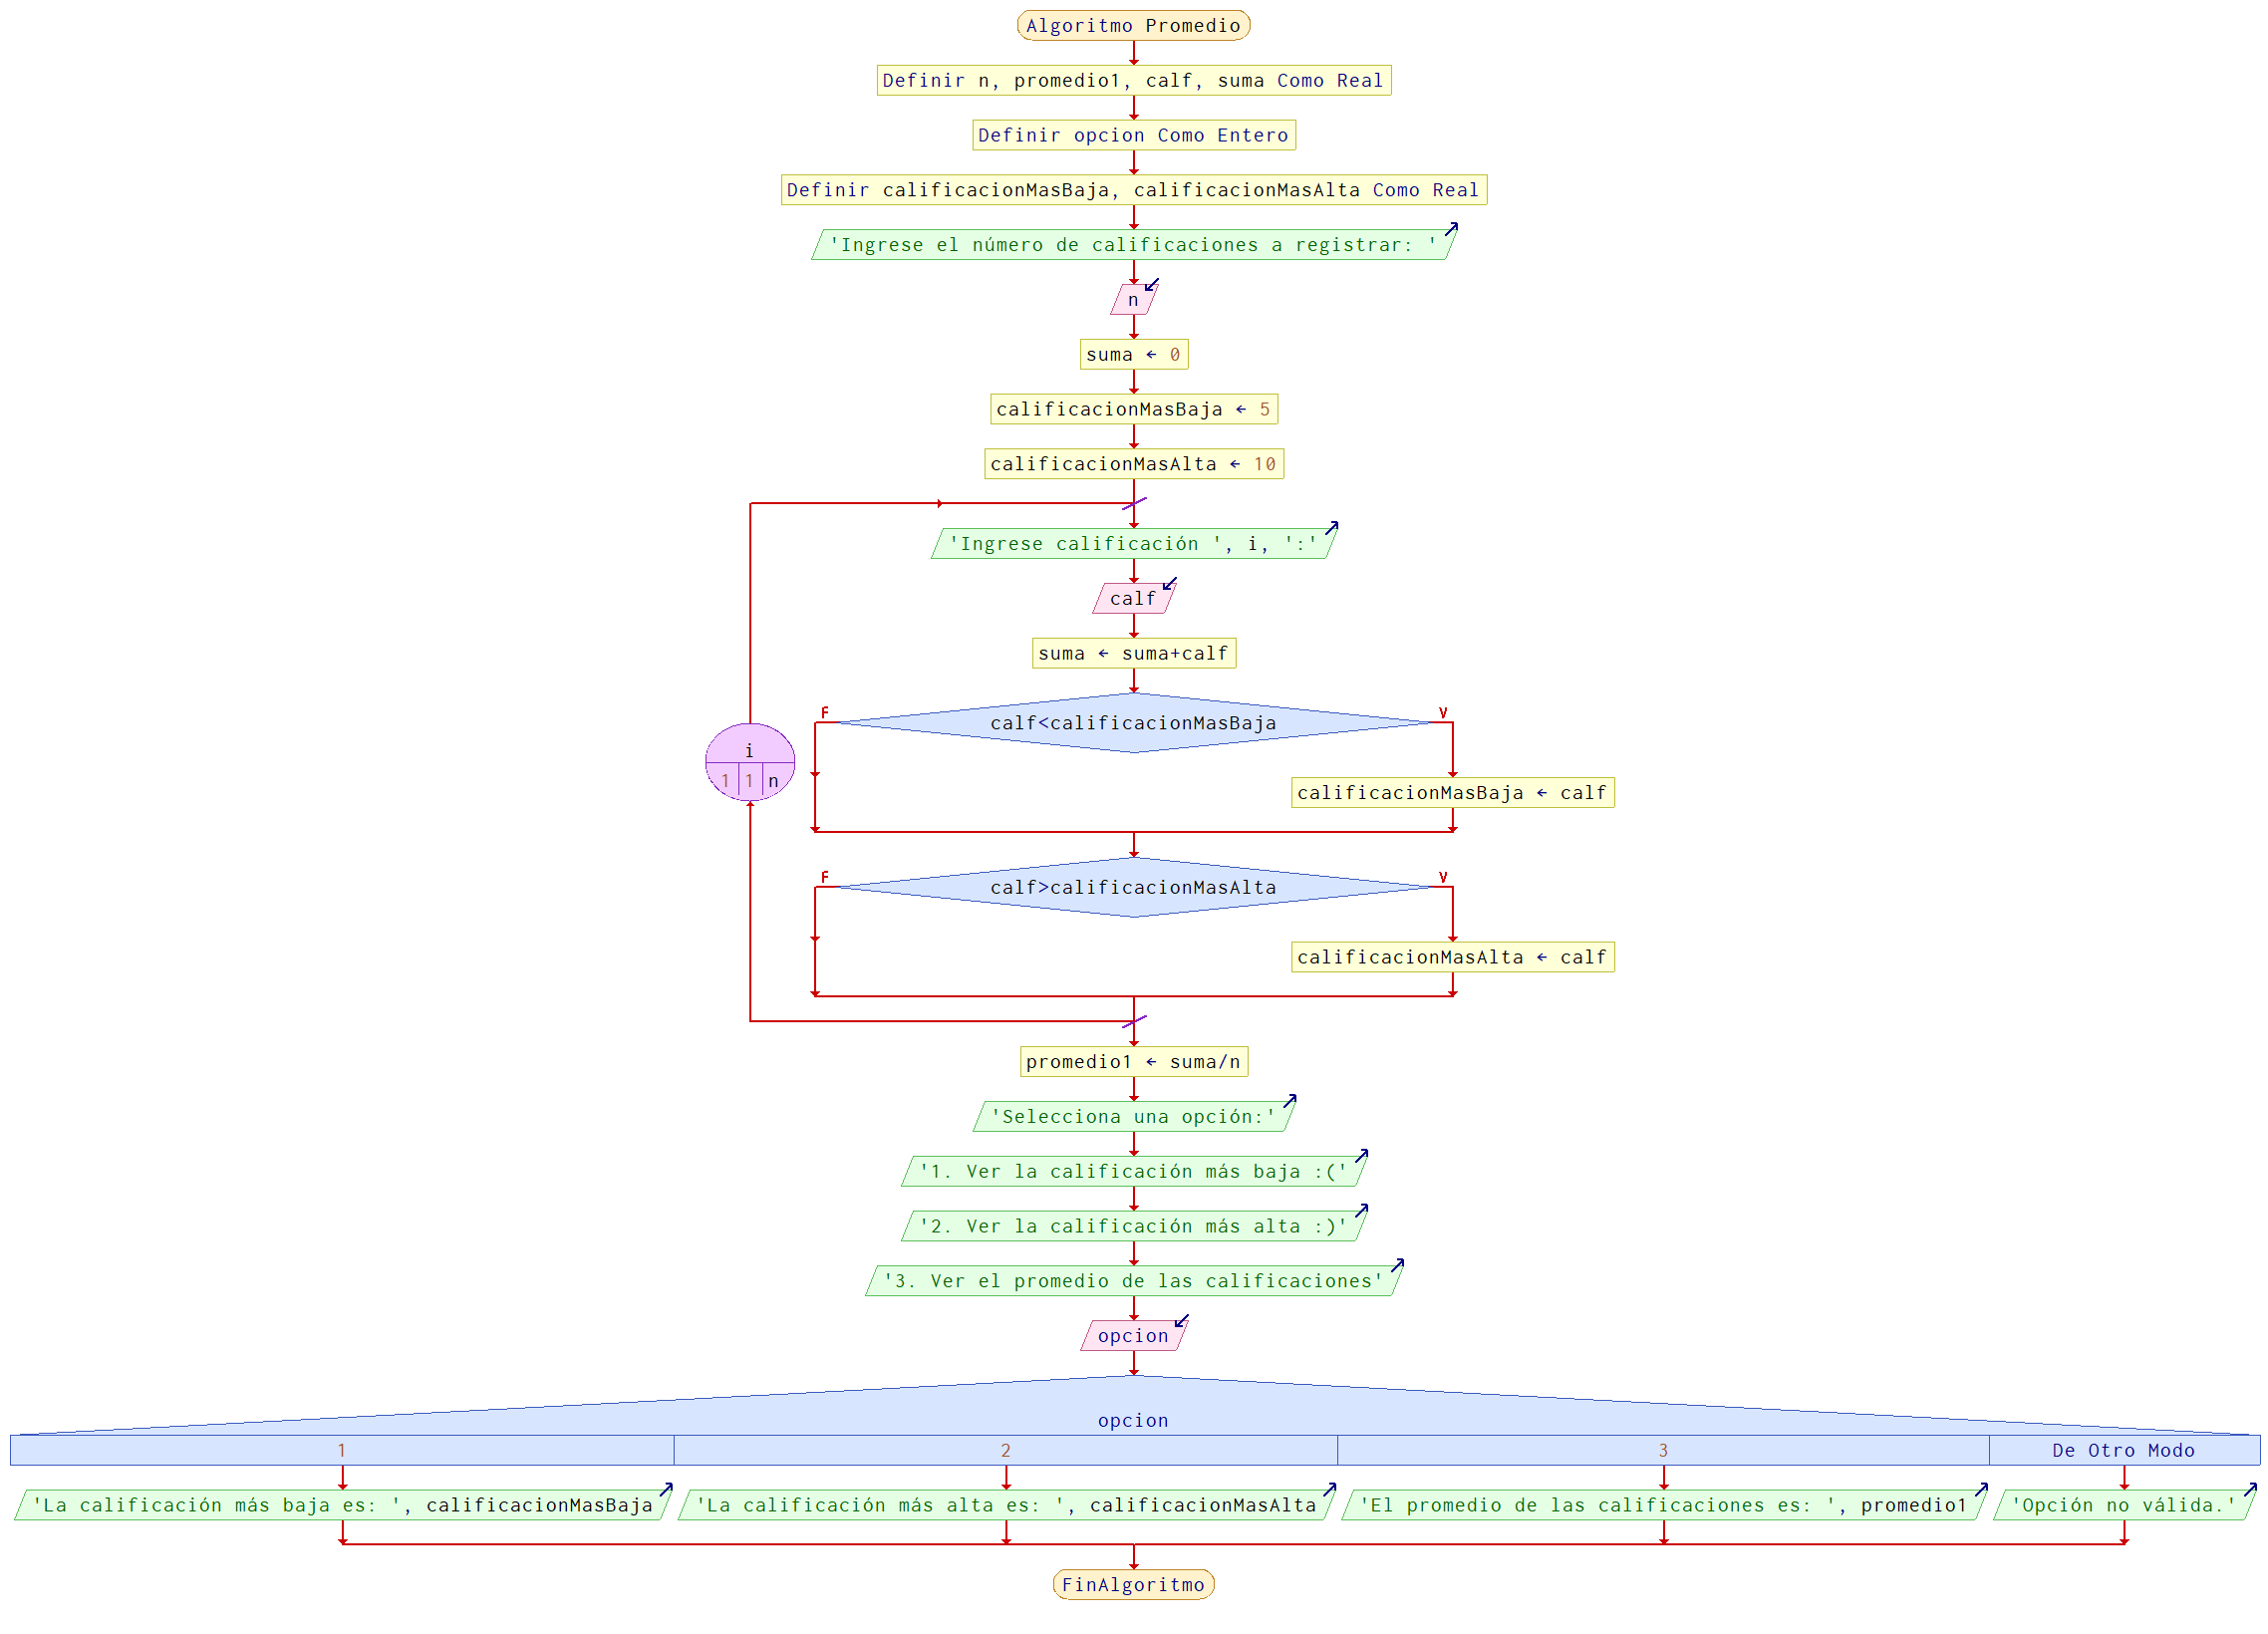 Algoritmo Promedio
Definir n, promedio1, calf, suma Como Real
Definir opcion Como Entero
Definir calificacionMasBaja, calificacionMasAlta Como Real
'Ingrese el número de calificaciones a registrar: '
n
suma ← 0
calificacionMasBaja ← 5
calificacionMasAlta ← 10
'Ingrese calificación ', i, ':'
calf
suma ← suma+calf
F
calf<calificacionMasBaja
V
i
1 1 n
calificacionMasBaja ← calf
F
calf>calificacionMasAlta
V
calificacionMasAlta ← calf
promedio1 ← suma/n
'Selecciona una opción:'
'1. Ver la calificación más baja :('
'2. Ver la calificación más alta :)'
'3. Ver el promedio de las calificaciones'
opcion
opcion
1 2 3 De Otro Modo
'La calificación más baja es: ', calificacionMasBaja
'La calificación más alta es: ', calificacionMasAlta
'El promedio de las calificaciones es: ', promedio1
'Opción no válida.'
FinAlgoritmo